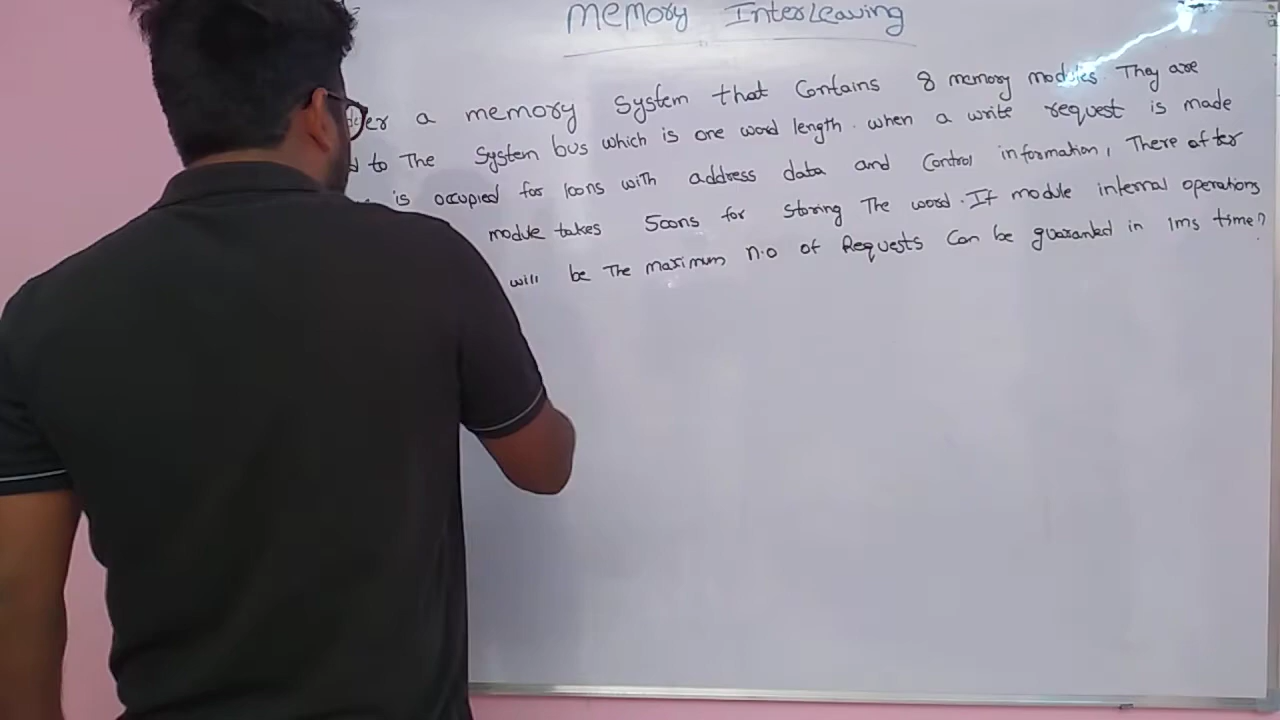 Memory Interleaving
a memory system that contains 8 memory modules. They are
to The system bus which is one word length. when a write request is made
is occupied for 100ns with address data and control information, There after
module takes 500ns for storing The word. If module internal operations
will be The maximum n.o of Requests can be guaranted in 1ms time?